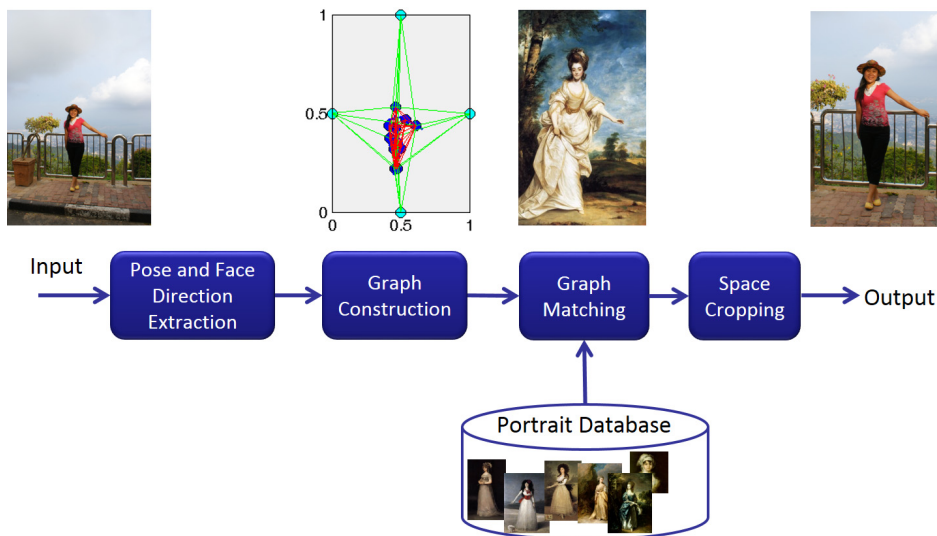 1
0.5
0
0
0.5
1
Input
Pose and Face
Direction
Extraction
Graph
Construction
Graph
Matching
Space
Cropping
Output
Portrait Database